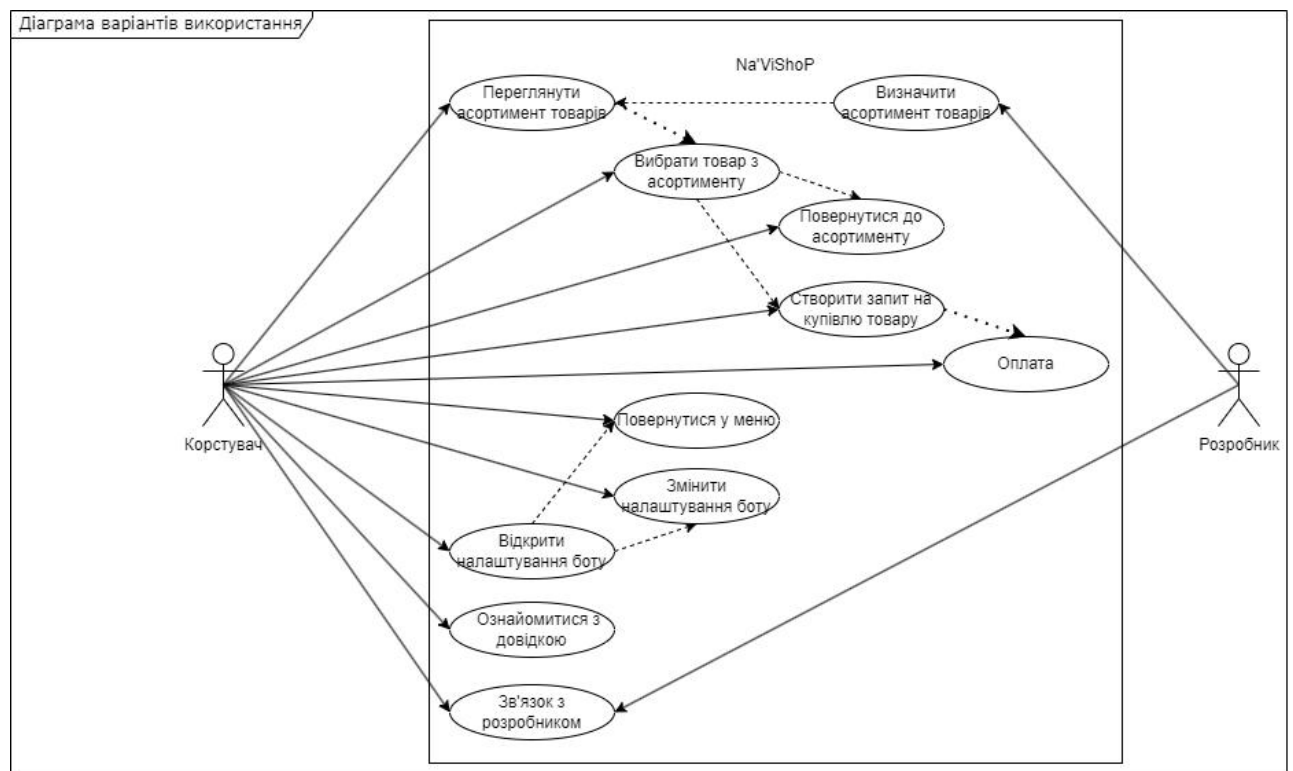 Діаграма варіантів використання
Na'ViShoP
Переглянути
асортимент товарів
Визначити
асортимент товарів
Вибрати товар з
асортименту
Повернутися до
асортименту
Створити запит на
купівлю товару
Оплата
Корстувач
Розробник
Повернутися у меню
Змінити
налаштування боту
Відкрити
налаштування боту
Ознайомитися з
довідкою
Зв'язок з
розробником